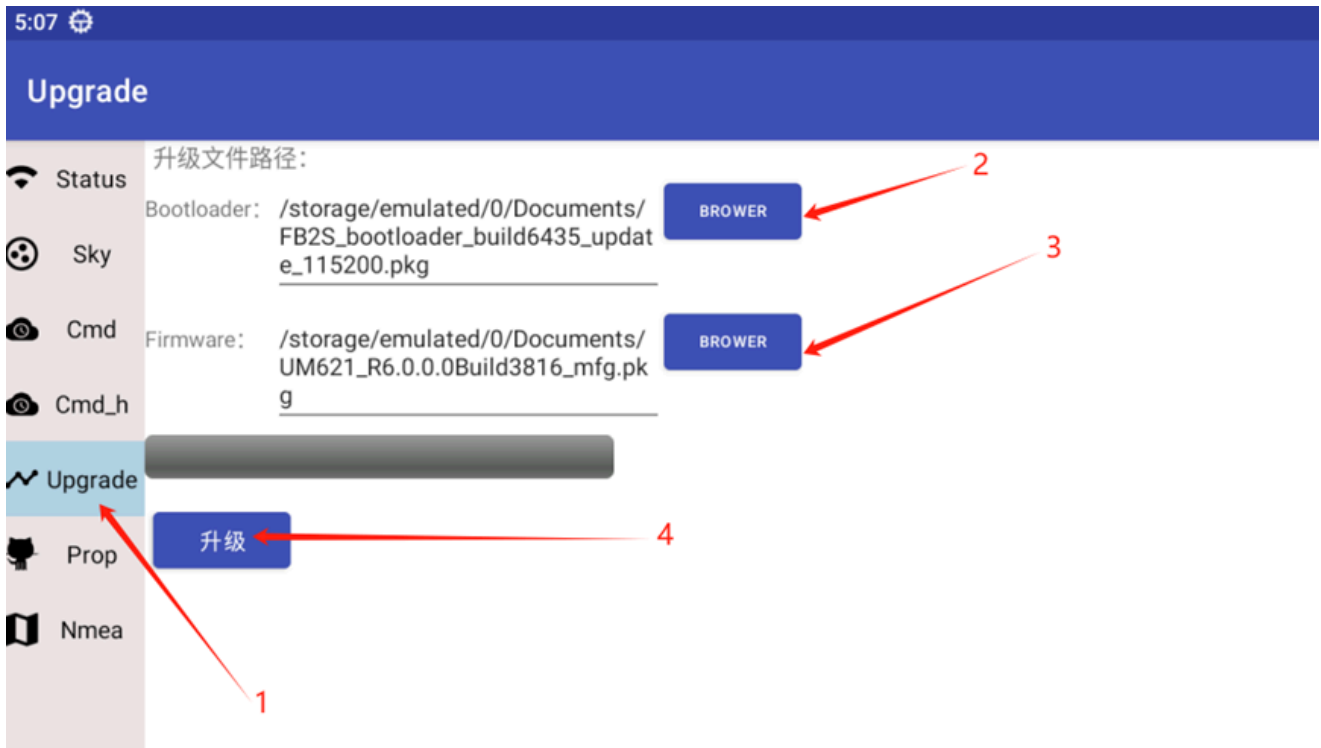 5:07
Upgrade
升级文件路径：
Status
Bootloader：
/storage/emulated/0/Documents/
FB2S_bootloader_build6435_updat
e_115200.pkg
BROWER
2
Sky
3
Cmd
Firmware：
/storage/emulated/0/Documents/
UM621_R6.0.0.0Build3816_mfg.pk
g
BROWER
Cmd_h
Upgrade
升级
4
Prop
Nmea
1